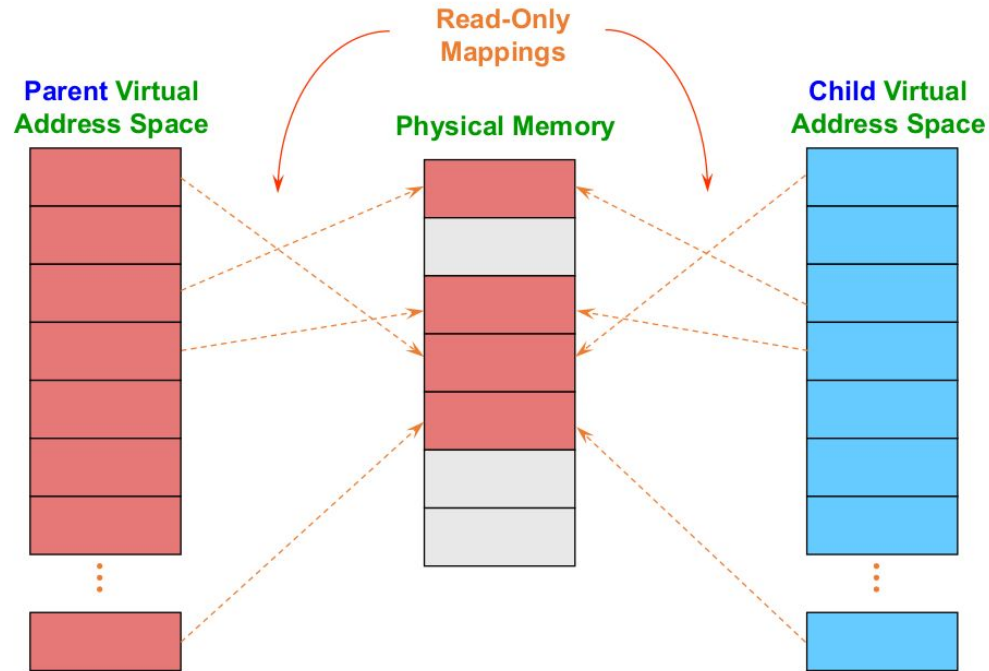 Read-Only
Mappings
Parent Virtual
Address Space
Physical Memory
Child Virtual
Address Space